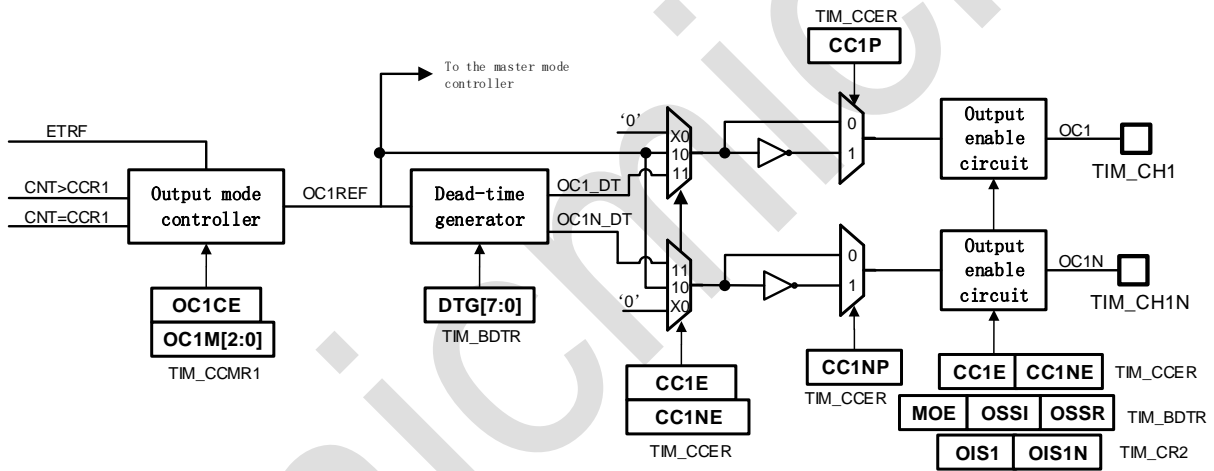 TIM_CCER
CC1P
To the master mode
controller
ETRF
CNT>CCR1
CNT=CCR1
Output mode
controller
OC1REF
Dead-time
generator
OC1_DT
OC1N_DT
‘0’
X0
10
11
0
1
Output
enable
circuit
OC1
TIM_CH1
11
10
X0
‘0’
0
1
Output
enable
circuit
OC1N
TIM_CH1N
OC1CE
OC1M[2:0]
TIM_CCMR1
DTG[7:0]
TIM_BDTR
CC1E
CC1NE
TIM_CCER
CC1NP
TIM_CCER
CC1E CC1NE TIM_CCER
MOE OSSI OSSR TIM_BDTR
OIS1 OIS1N TIM_CR2